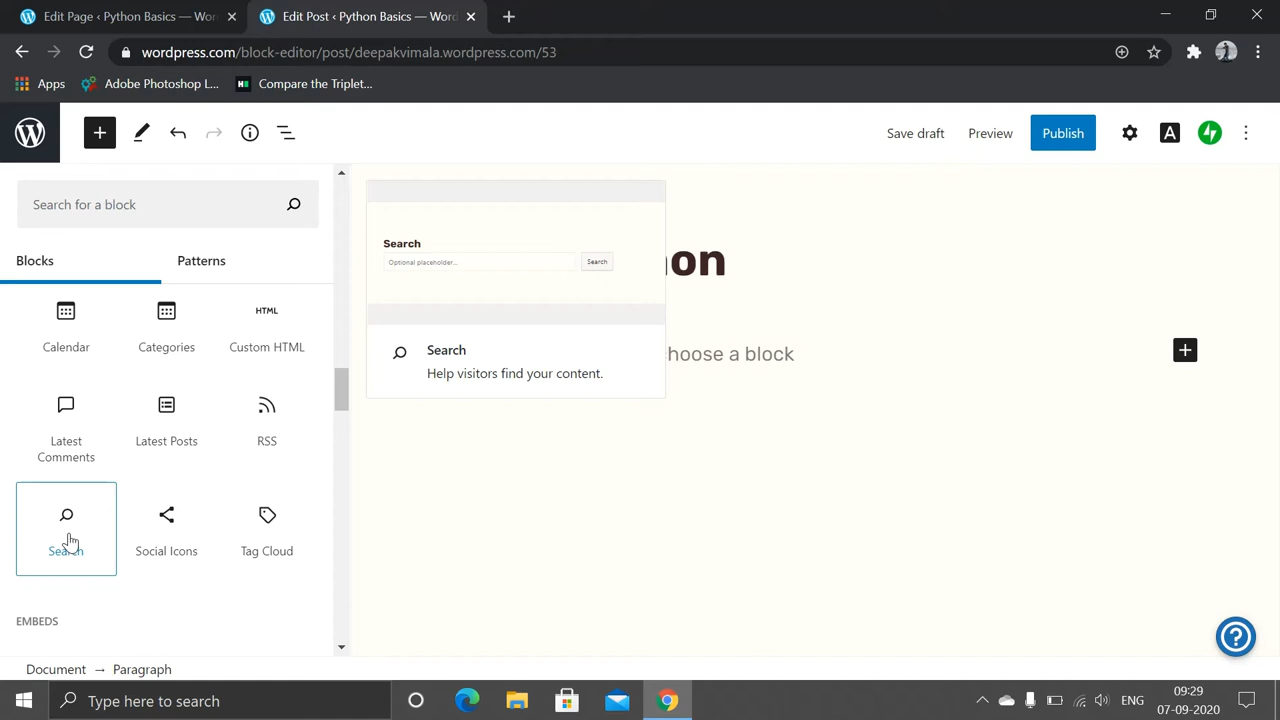 Edit Page ‹ Python Basics — Wor
Edit Post ‹ Python Basics — Word
wordpress.com/block-editor/post/deepakvimala.wordpress.com/53
Apps
Adobe Photoshop L...
Compare the Triplet...
Save draft
Preview
Publish
Search for a block
Blocks
Patterns
Calendar
Categories
HTML
Custom HTML
Latest Comments
Latest Posts
RSS
Search
Social Icons
Tag Cloud
EMBEDS
Search
Optional placeholder...
Search
Search
Help visitors find your content.
hoose a block
Document → Paragraph
Type here to search
ENG
09:29
07-09-2020